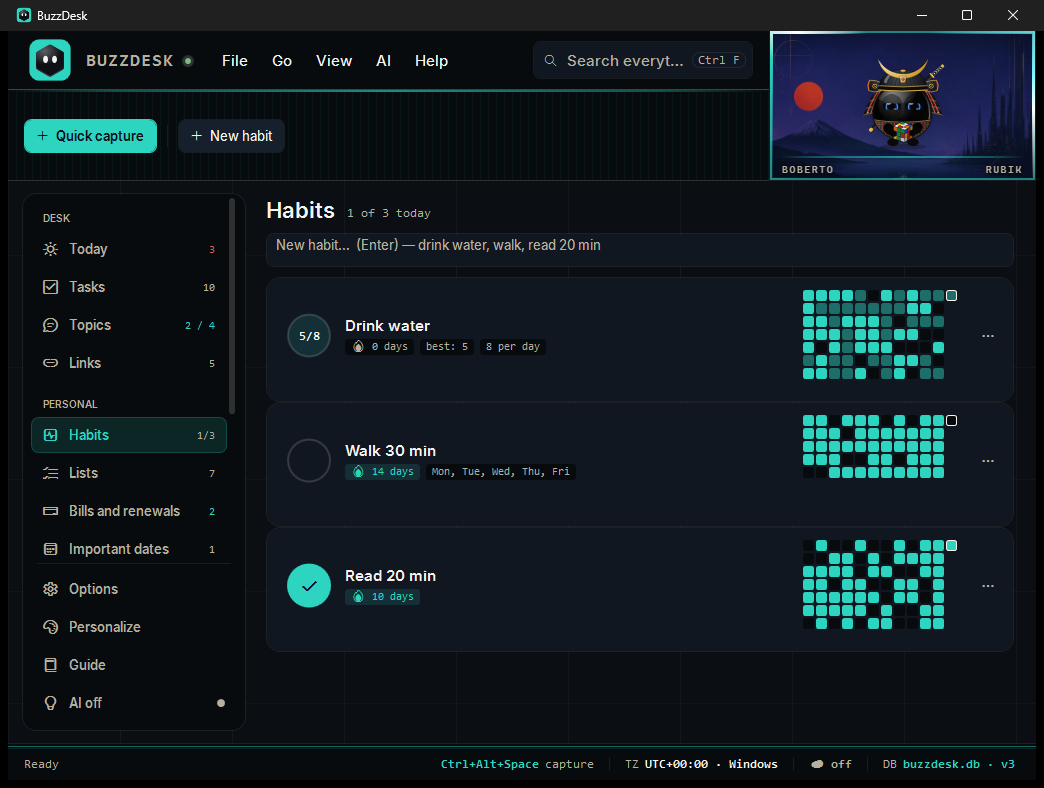 BuzzDesk
BUZZDESK
File Go View AI Help
Search everyt... Ctrl F
+ Quick capture
+ New habit
BOBERTO RUBIK
DESK
Today 3
Tasks 10
Topics 2 / 4
Links 5
PERSONAL
Habits 1/3
Lists 7
Bills and renewals 2
Important dates 1
Options
Personalize
Guide
AI off
Habits 1 of 3 today
New habit... (Enter) — drink water, walk, read 20 min
5/8
Drink water
0 days best: 5 8 per day
Walk 30 min
14 days Mon, Tue, Wed, Thu, Fri
Read 20 min
10 days
Ready
Ctrl+Alt+Space capture
TZ UTC+00:00 · Windows
off
DB buzzdesk.db · v3